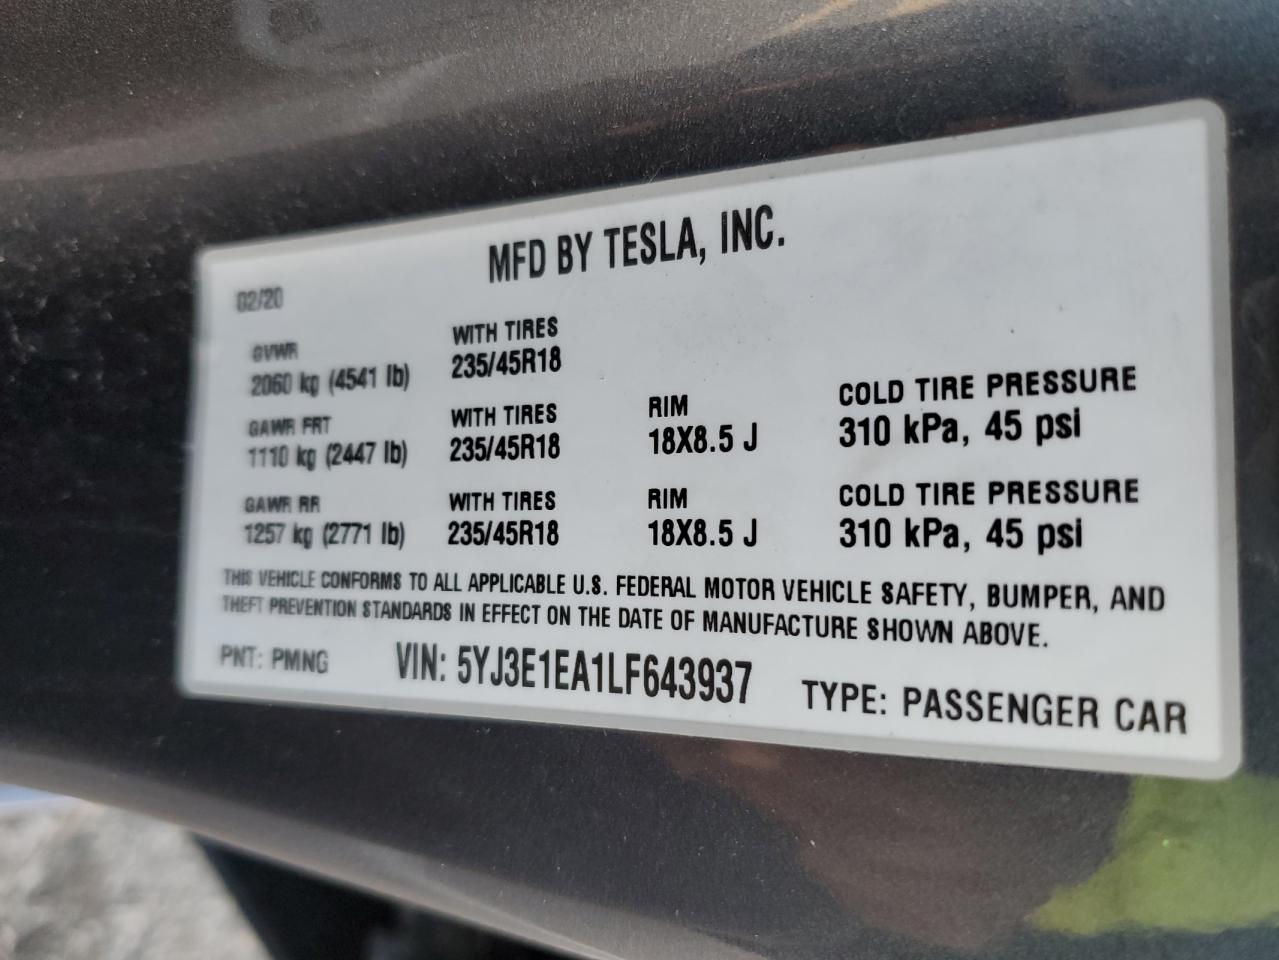 MFD BY TESLA, INC.
02/20
GVWR
2060 kg (4541 lb)
WITH TIRES
235/45R18
GAWR FRT
1110 kg (2447 lb)
WITH TIRES
235/45R18
RIM
18X8.5 J
COLD TIRE PRESSURE
310 kPa, 45 psi
GAWR RR
1257 kg (2771 lb)
WITH TIRES
235/45R18
RIM
18X8.5 J
COLD TIRE PRESSURE
310 kPa, 45 psi
THIS VEHICLE CONFORMS TO ALL APPLICABLE U.S. FEDERAL MOTOR VEHICLE SAFETY, BUMPER, AND
THEFT PREVENTION STANDARDS IN EFFECT ON THE DATE OF MANUFACTURE SHOWN ABOVE.
PNT: PMNG
VIN: 5YJ3E1EA1LF643937
TYPE: PASSENGER CAR